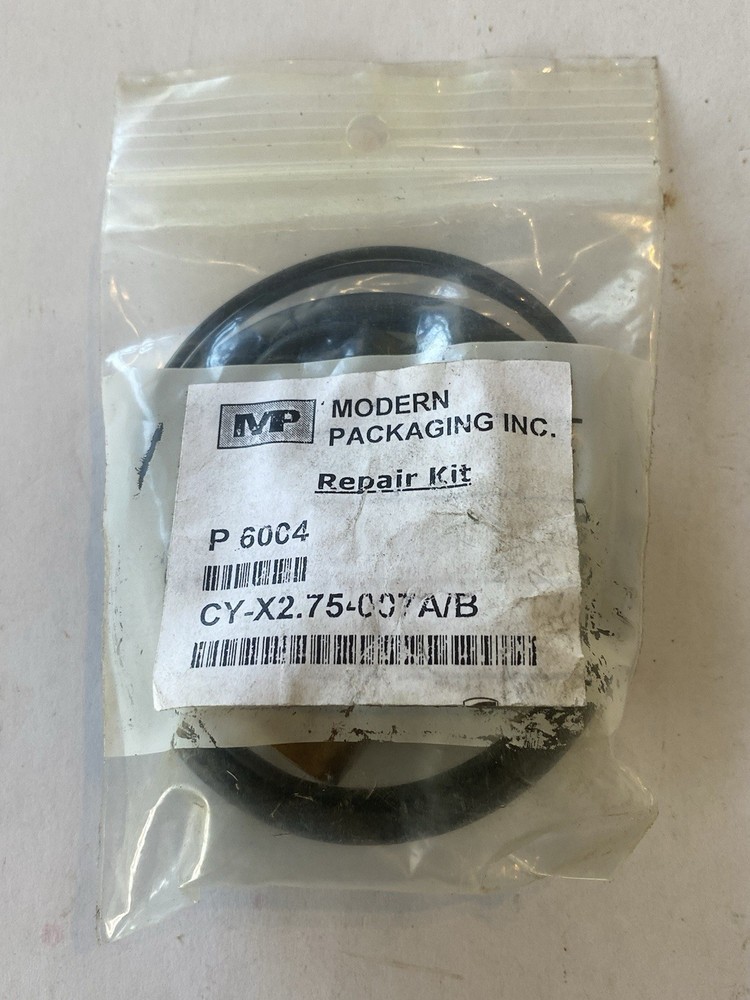 MP
MODERN
PACKAGING INC.
Repair Kit
P 6004
CY-X2.75-007A/B